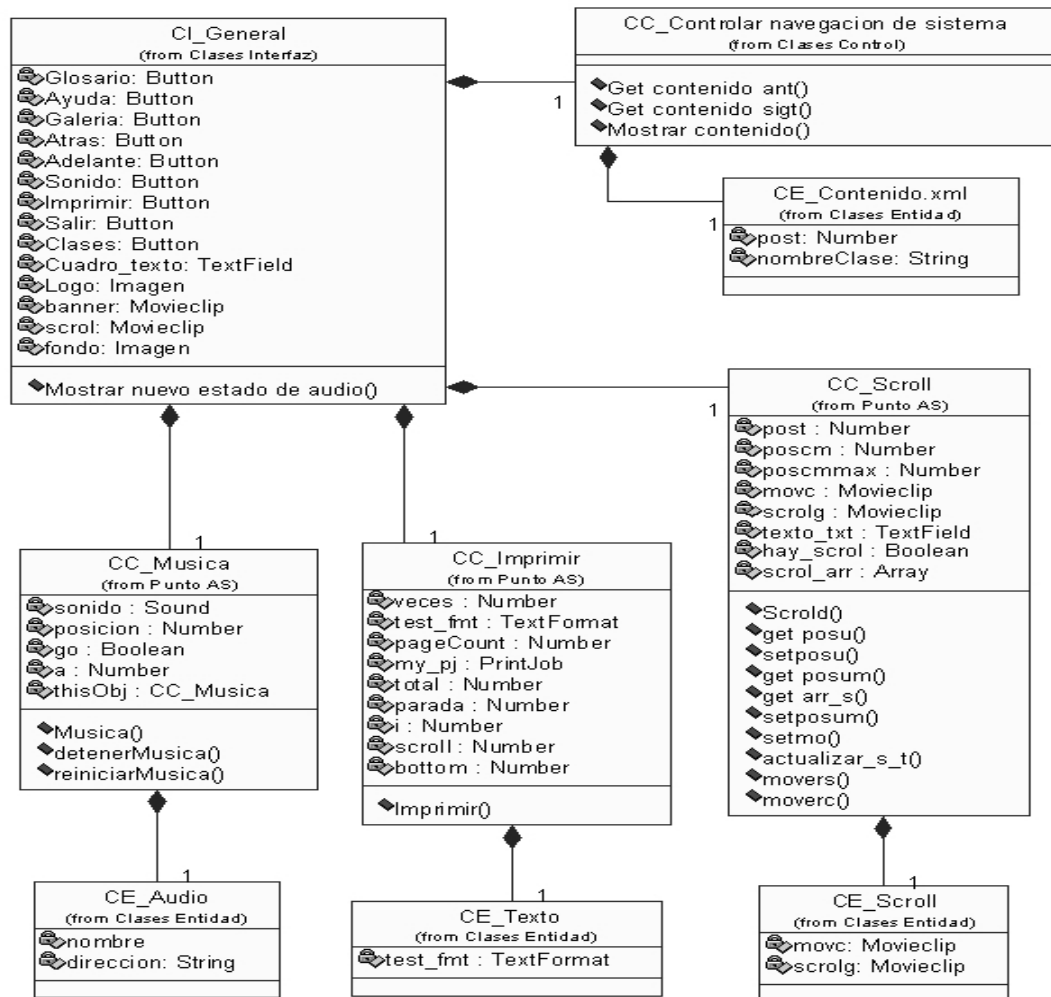 CI_General
(from Clases Interfaz)
Glosario: Button
Ayuda: Button
Galeria: Button
Atras: Button
Adelante: Button
Sonido: Button
Imprimir: Button
Salir: Button
Clases: Button
Cuadro_texto: TextField
Logo: Imagen
banner: Movieclip
scrol: Movieclip
fondo: Imagen
Mostrar nuevo estado de audio()
CC_Controlar navegacion de sistema
(from Clases Control)
Get contenido ant()
Get contenido sigt()
Mostrar contenido()
1
CE_Contenido.xml
(from Clases Entidad)
post: Number
nombreClase: String
1
CC_Scroll
(from Punto AS)
post : Number
poscm : Number
poscmmax : Number
movc : Movieclip
scrolg : Movieclip
texto_txt : TextField
hay_scrol : Boolean
scrol_arr : Array
Scrold()
get posu()
setposu()
get posum()
get arr_s()
setposum()
setmo()
actualizar_s_t()
movers()
moverc()
1
1
CC_Musica
(from Punto AS)
sonido : Sound
posicion : Number
go : Boolean
a : Number
thisObj : CC_Musica
Musica()
detenerMusica()
reiniciarMusica()
1
CC_Imprimir
(from Punto AS)
veces : Number
test_fmt : TextFormat
pageCount : Number
my_pj : PrintJob
total : Number
parada : Number
i : Number
scroll : Number
bottom : Number
Imprimir()
1
CE_Audio
(from Clases Entidad)
nombre
direccion: String
1
CE_Texto
(from Clases Entidad)
test_fmt : TextFormat
1
CE_Scroll
(from Clases Entidad)
movc: Movieclip
scrolg: Movieclip